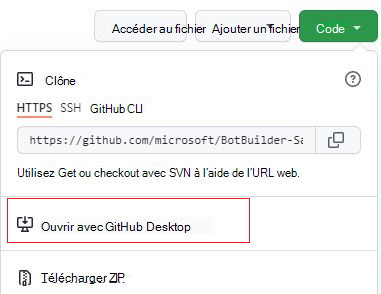 Accéder au fichier Ajouter un fichier Code
Clône
HTTPS SSH GitHub CLI
https://github.com/microsoft/BotBuilder-Sa
Utilisez Get ou checkout avec SVN à l'aide de l'URL web.
Ouvrir avec GitHub Desktop
Télécharger ZIP